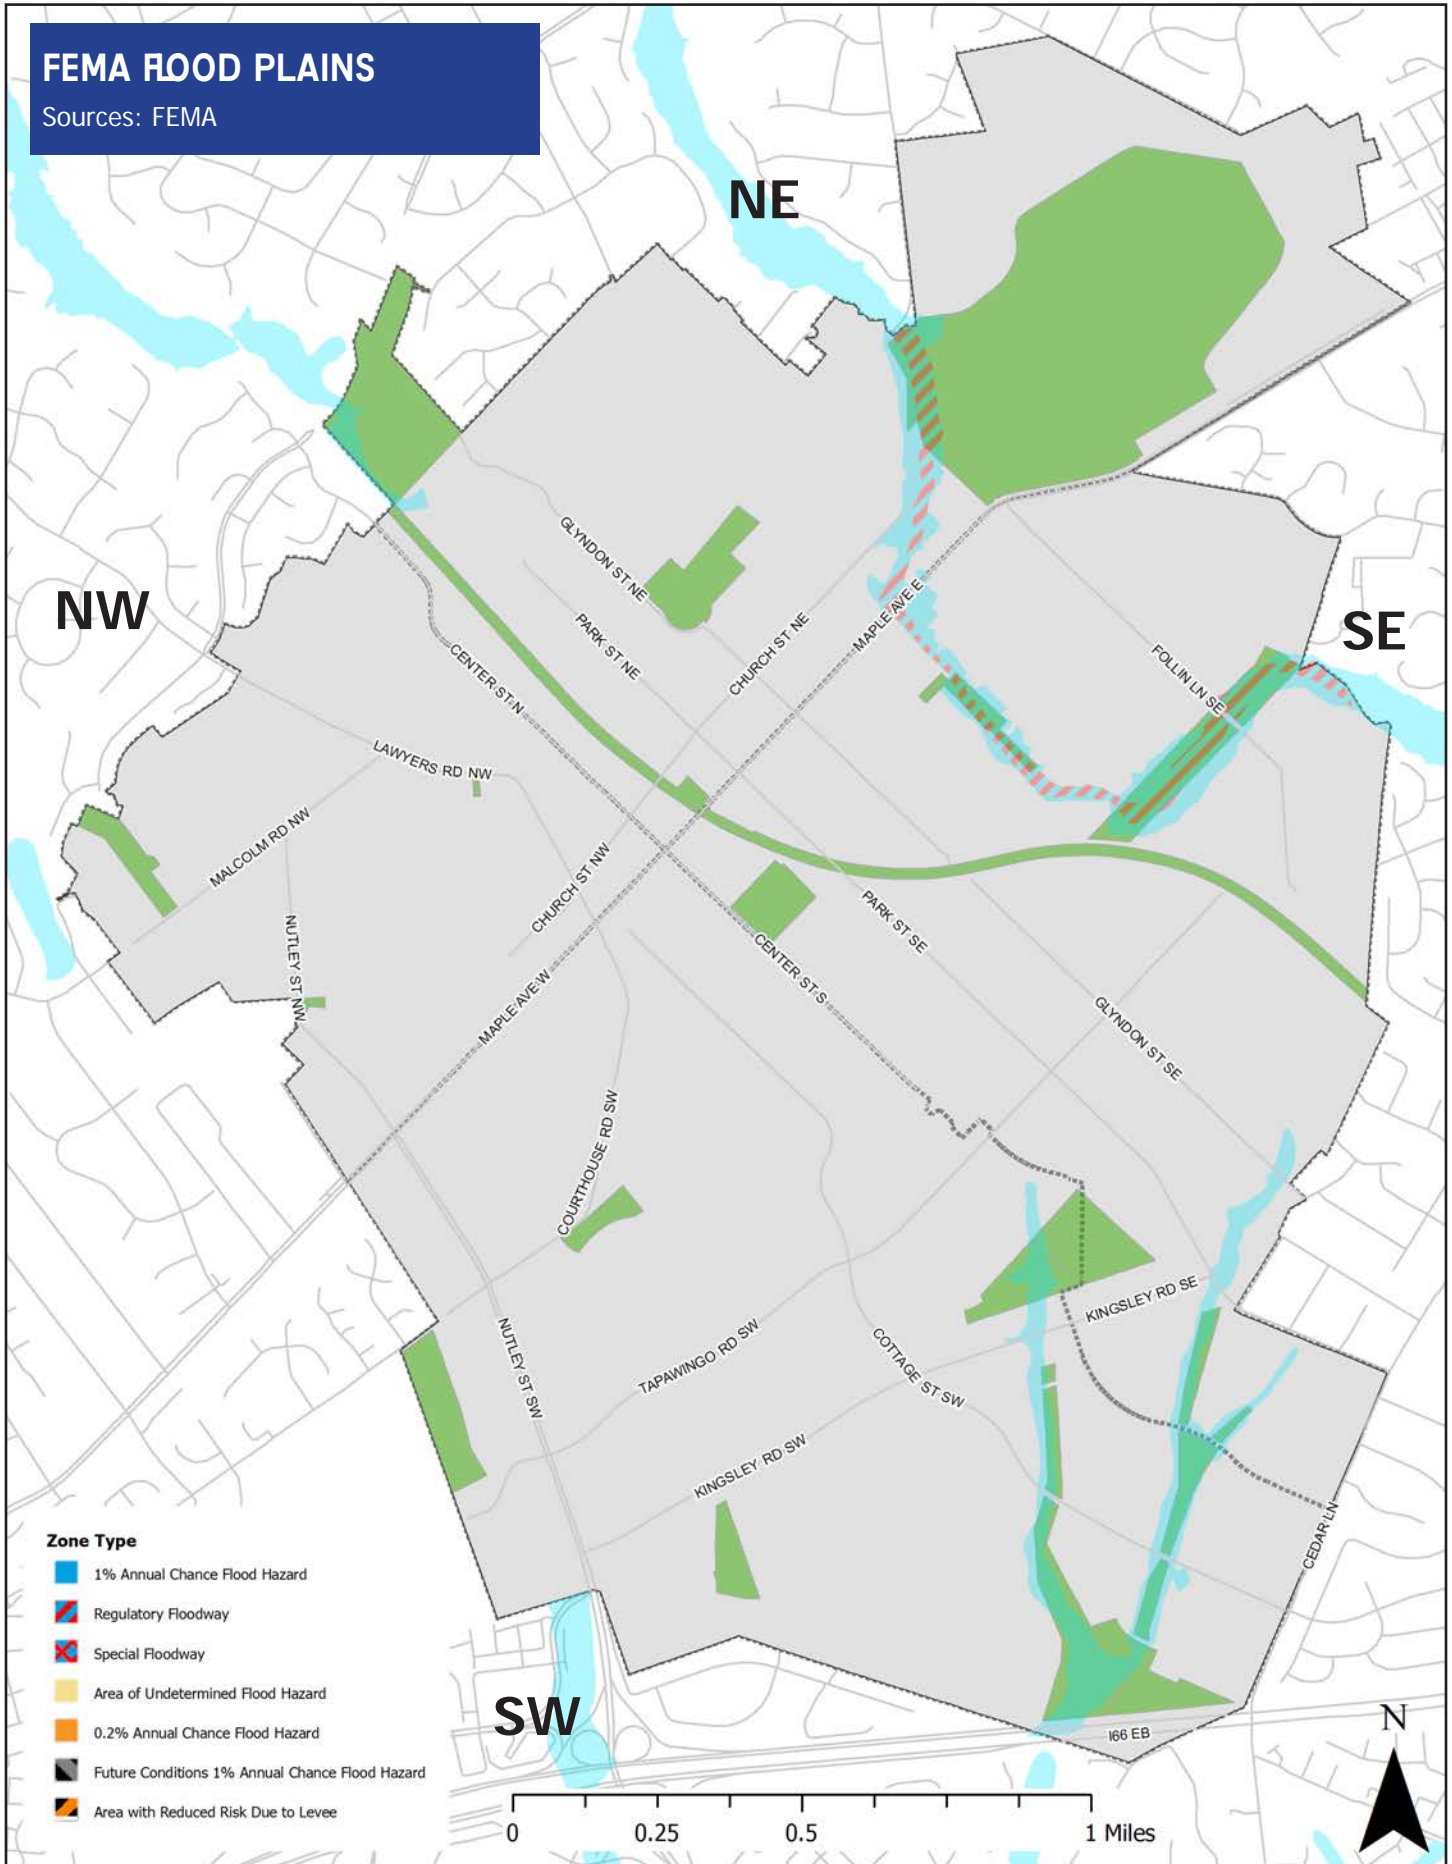 FEMA FLOOD PLAINS
Sources: FEMA
NE
NW
SE
GLYNDON ST NE
PARK ST NE
CHURCH ST NE
MAPLE AVE E
FOLLIN LN SE
CENTER ST N
LAWYERS RD NW
MALCOLM RD NW
CHURCH ST NW
NUTLEY ST NW
MAPLE AVE W
CENTER ST S
PARK ST SE
GLYNDON ST SE
COURTHOUSE RD SW
KINGSLEY RD SE
NUTLEY ST SW
TAPAWINGO RD SW
COTTAGE ST SW
KINGSLEY RD SW
CEDAR LN
I66 EB
SW
Zone Type
1% Annual Chance Flood Hazard
Regulatory Floodway
Special Floodway
Area of Undetermined Flood Hazard
0.2% Annual Chance Flood Hazard
Future Conditions 1% Annual Chance Flood Hazard
Area with Reduced Risk Due to Levee
N
0 0.25 0.5 1 Miles